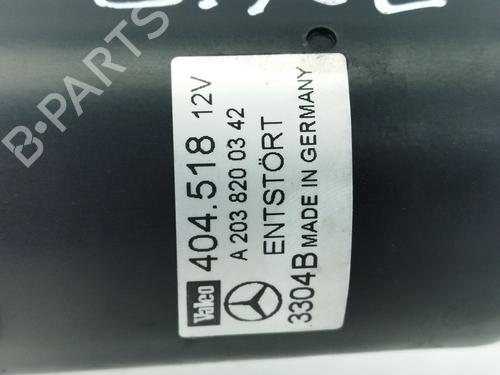 Valeo 404.518 12V
A 203 820 03 42
ENTSTÖRT
3304B MADE IN GERMANY
B-PARTS